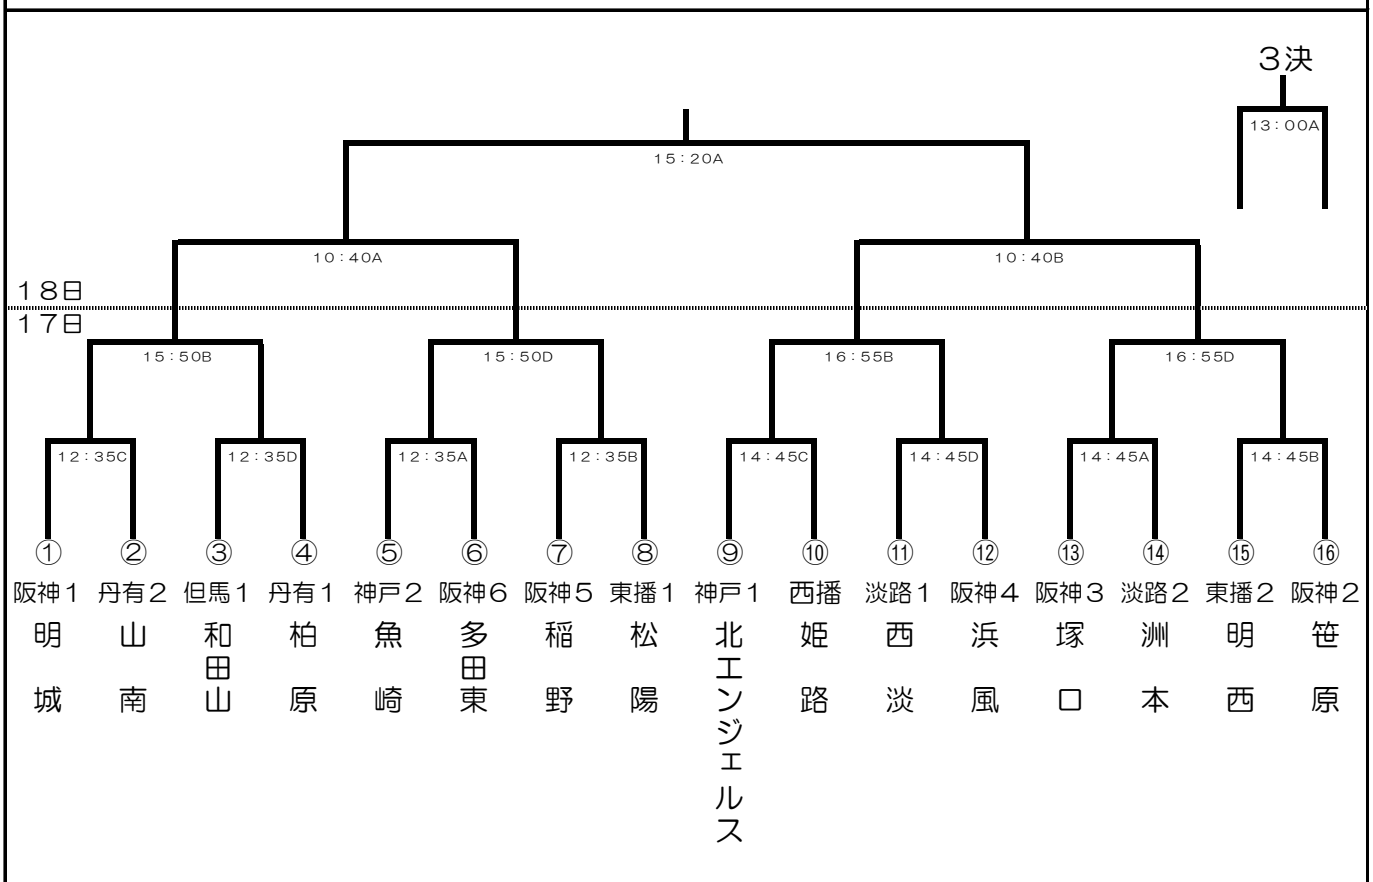 ３決
13：00A
15：20A
10：40A
10：40B
１８日
１７日
15：50B
15：50D
16：55B
16：55D
12：35C
12：35D
12：35A
12：35B
14：45C
14：45D
14：45A
14：45B
①
②
③
④
⑤
⑥
⑦
⑧
⑨
⑩
⑪
⑫
⑬
⑭
⑮
⑯
阪神１
丹有２
但馬１
丹有１
神戸２
阪神６
阪神５
東播１
神戸１
西播
淡路１
阪神４
阪神３
淡路２
東播２
阪神２
明城
山南
和田山
柏原
魚崎
多田東
稲野
松陽
北エンジェルス
姫路
西淡
浜風
塚口
洲本
明西
笹原